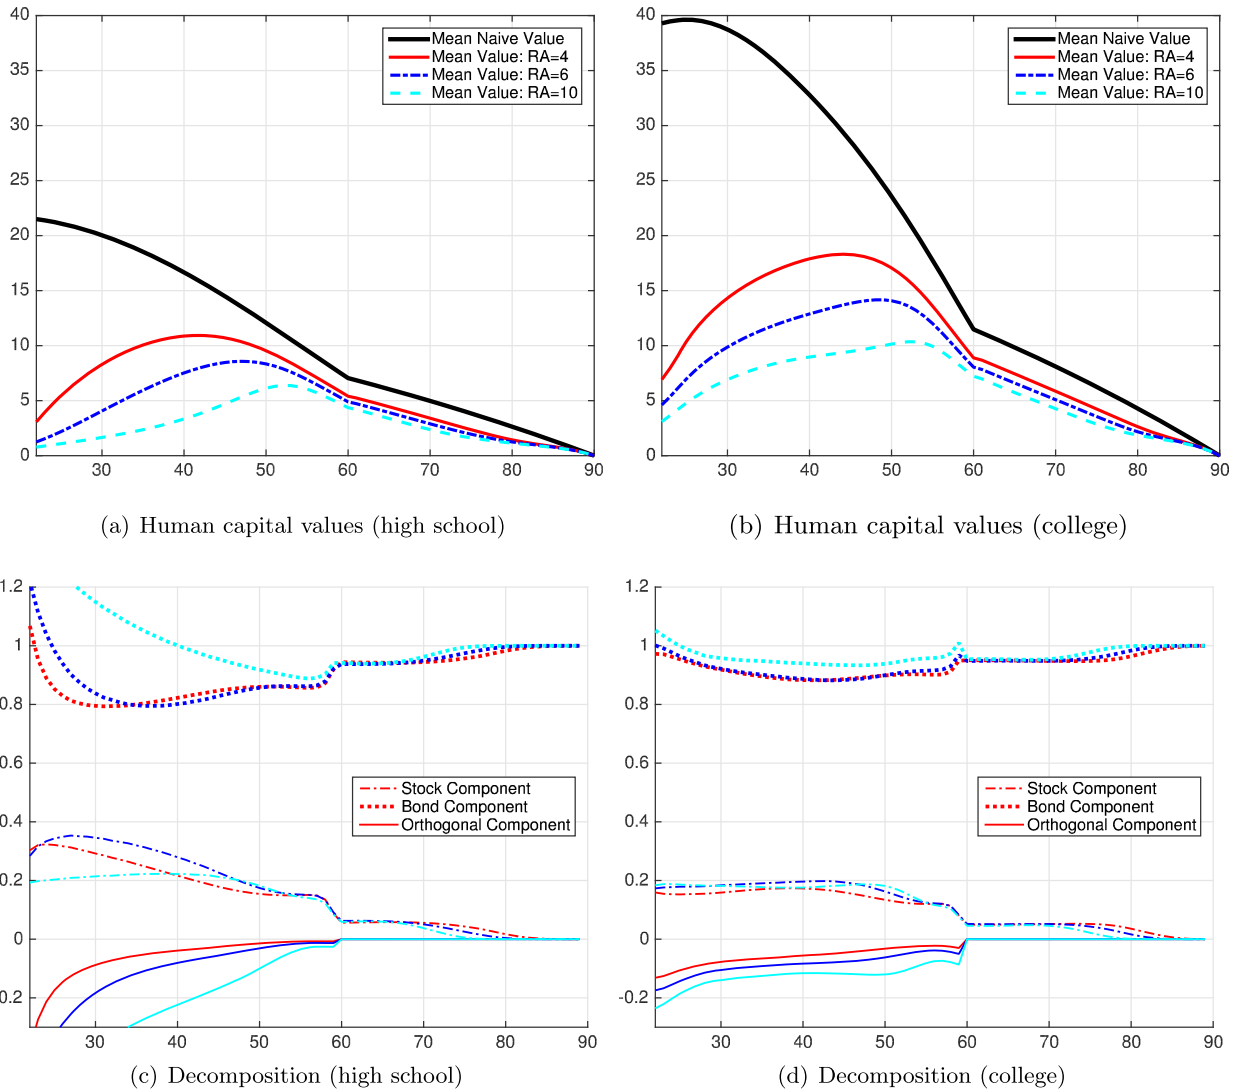 40
35
30
25
20
15
10
5
0
30 40 50 60 70 80 90
Mean Naive Value
Mean Value: RA=4
Mean Value: RA=6
Mean Value: RA=10
(a) Human capital values (high school)
40
35
30
25
20
15
10
5
0
30 40 50 60 70 80 90
Mean Naive Value
Mean Value: RA=4
Mean Value: RA=6
Mean Value: RA=10
(b) Human capital values (college)
1.2
1
0.8
0.6
0.4
0.2
0
0.2
30 40 50 60 70 80 90
Stock Component
Bond Component
Orthogonal Component
(c) Decomposition (high school)
1.2
1
0.8
0.6
0.4
0.2
0
-0.2
30 40 50 60 70 80 90
Stock Component
Bond Component
Orthogonal Component
(d) Decomposition (college)